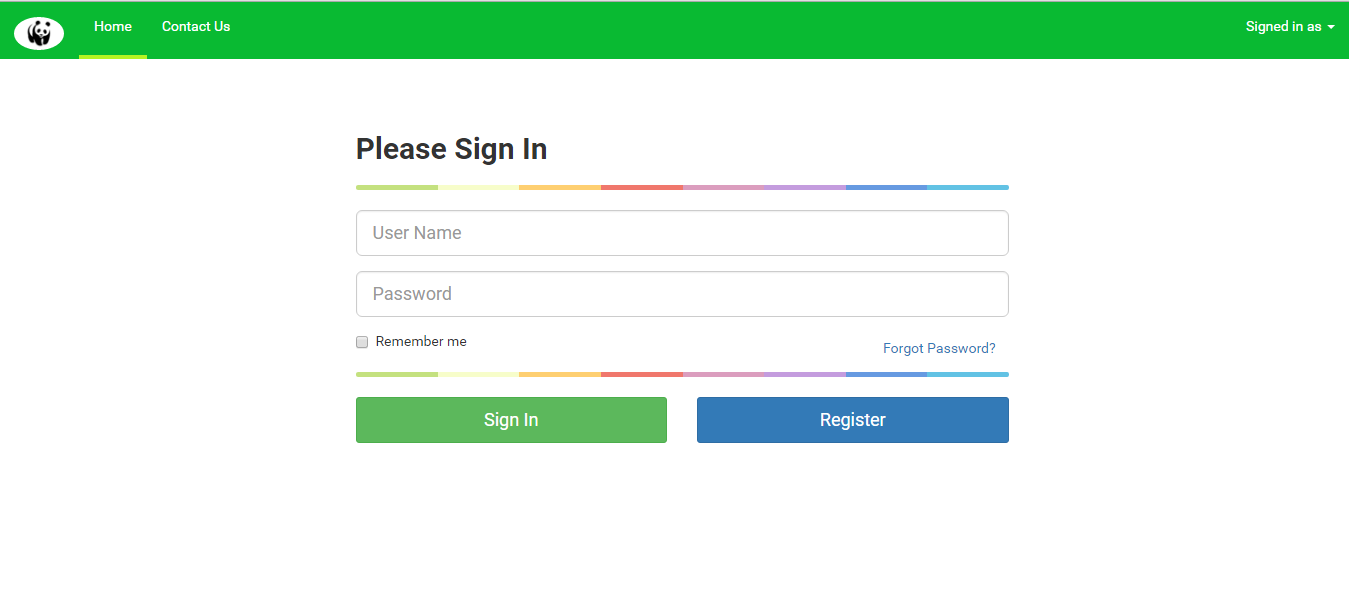 Home Contact Us Signed in as
Please Sign In
User Name
Password
Remember me
Forgot Password?
Sign In Register